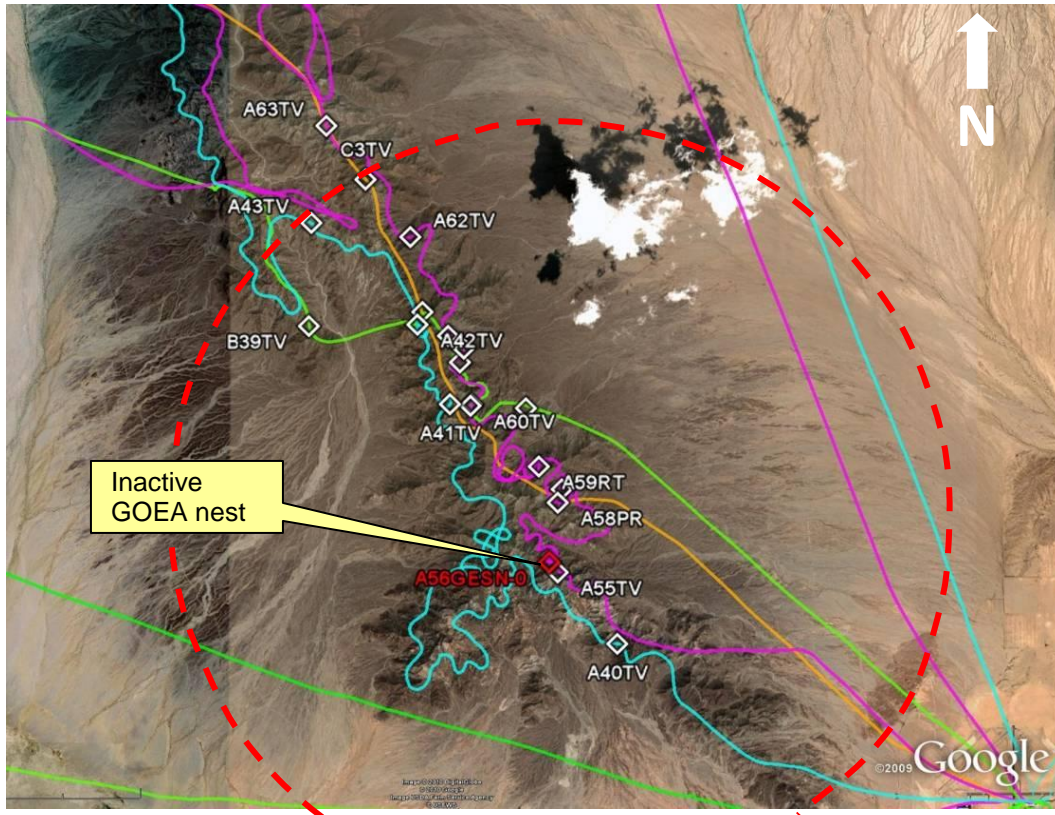 N
A63TV
C3TV
A43TV
A62TV
B39TV
A42TV
A41TV
A60TV
Inactive
GOEA nest
A59RT
A58PR
A56GESN-0
A55TV
A40TV
©2009 Google